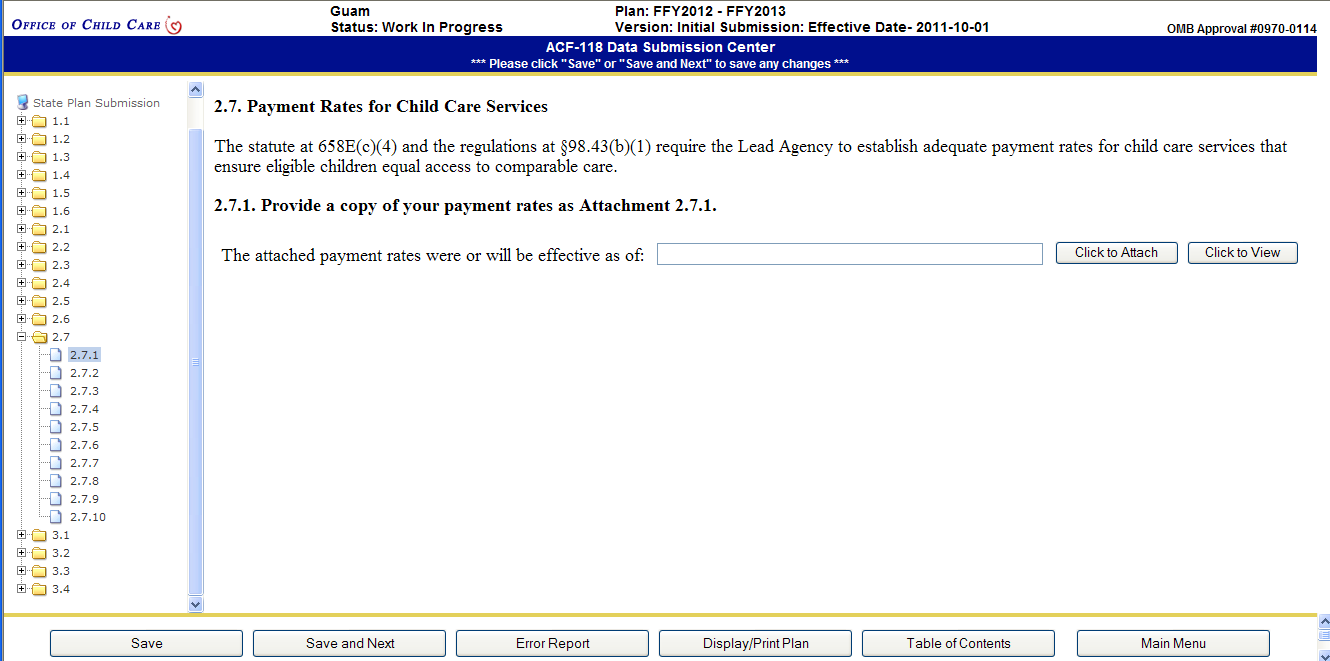 OFFICE OF CHILD CARE
Guam
Status: Work In Progress
Plan: FFY2012 - FFY2013
Version: Initial Submission: Effective Date- 2011-10-01
OMB Approval #0970-0114
ACF-118 Data Submission Center
*** Please click "Save" or "Save and Next" to save any changes ***
State Plan Submission
1.1
1.2
1.3
1.4
1.5
1.6
2.1
2.2
2.3
2.4
2.5
2.6
2.7
2.7.1
2.7.2
2.7.3
2.7.4
2.7.5
2.7.6
2.7.7
2.7.8
2.7.9
2.7.10
3.1
3.2
3.3
3.4
2.7. Payment Rates for Child Care Services
The statute at 658E(c)(4) and the regulations at §98.43(b)(1) require the Lead Agency to establish adequate payment rates for child care services that
ensure eligible children equal access to comparable care.
2.7.1. Provide a copy of your payment rates as Attachment 2.7.1.
The attached payment rates were or will be effective as of:
Click to Attach
Click to View
Save
Save and Next
Error Report
Display/Print Plan
Table of Contents
Main Menu